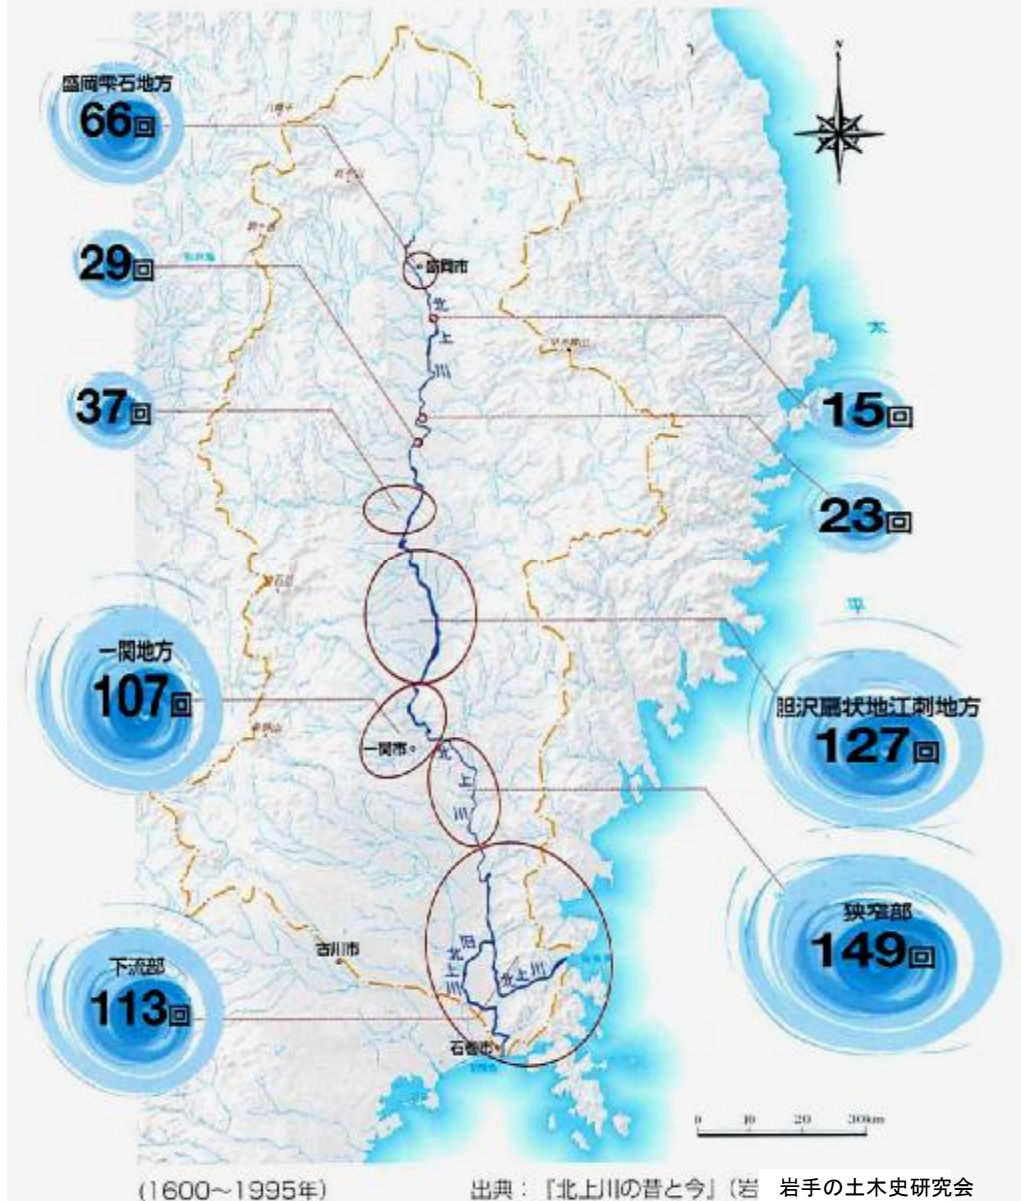 盛岡雫石地方
66回
29回
37回
一関地方
107回
下流部
113回
15回
23回
胆沢扇状地江刺地方
127回
狭窄部
149回
N
盛岡市
北上川
一関市
北上川
古川市
旧北上川
北上川
石巻市
太
平
0 10 20 30km
(1600～1995年)
出典：『北上川の昔と今』(岩
岩手の土木史研究会